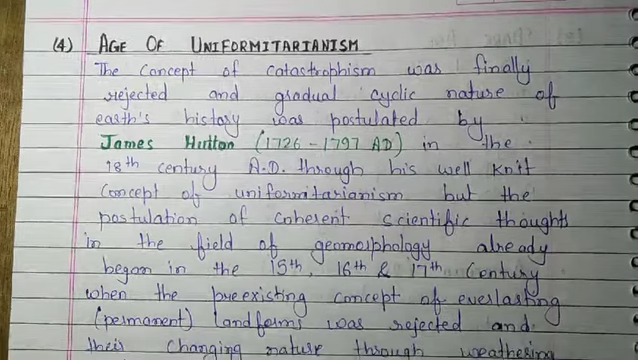 (4) AGE OF UNIFORMITARIANISM
The concept of catastrophism was finally
rejected and gradual cyclic nature of
earth's history was postulated by
James Hutton (1726-1797 AD) in the
18th century A.D. through his well knit
concept of uniformitarianism but the
postulation of coherent scientific thoughts
in the field of geomorphology already
began in the 15th, 16th & 17th century
when the preexisting concept of everlasting
(permanent) landforms was rejected and
their changing nature through weathering